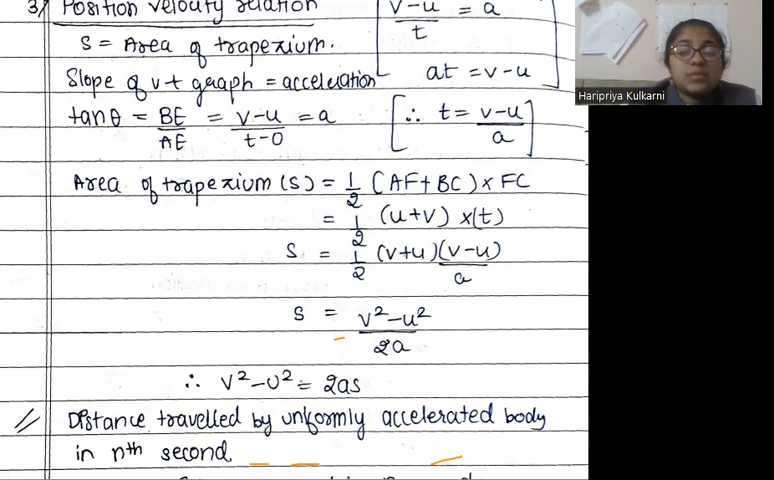 3) Position velocity relation
v-u/t = a
S = Area of trapezium.
Slope of v t graph = acceleration
at = v-u
tanθ = BE/AE = v-u/t-0 = a
[∴ t = v-u/a]
Area of trapezium (S) = 1/2 (AF+BC) × FC
= 1/2 (u+v) ×(t)
S = 1/2 (v+u) (v-u)/a
S = v²-u²/2a
∴ v²-u² = 2as
// Distance travelled by uniformly accelerated body
in nth second.
Haripriya Kulkarni